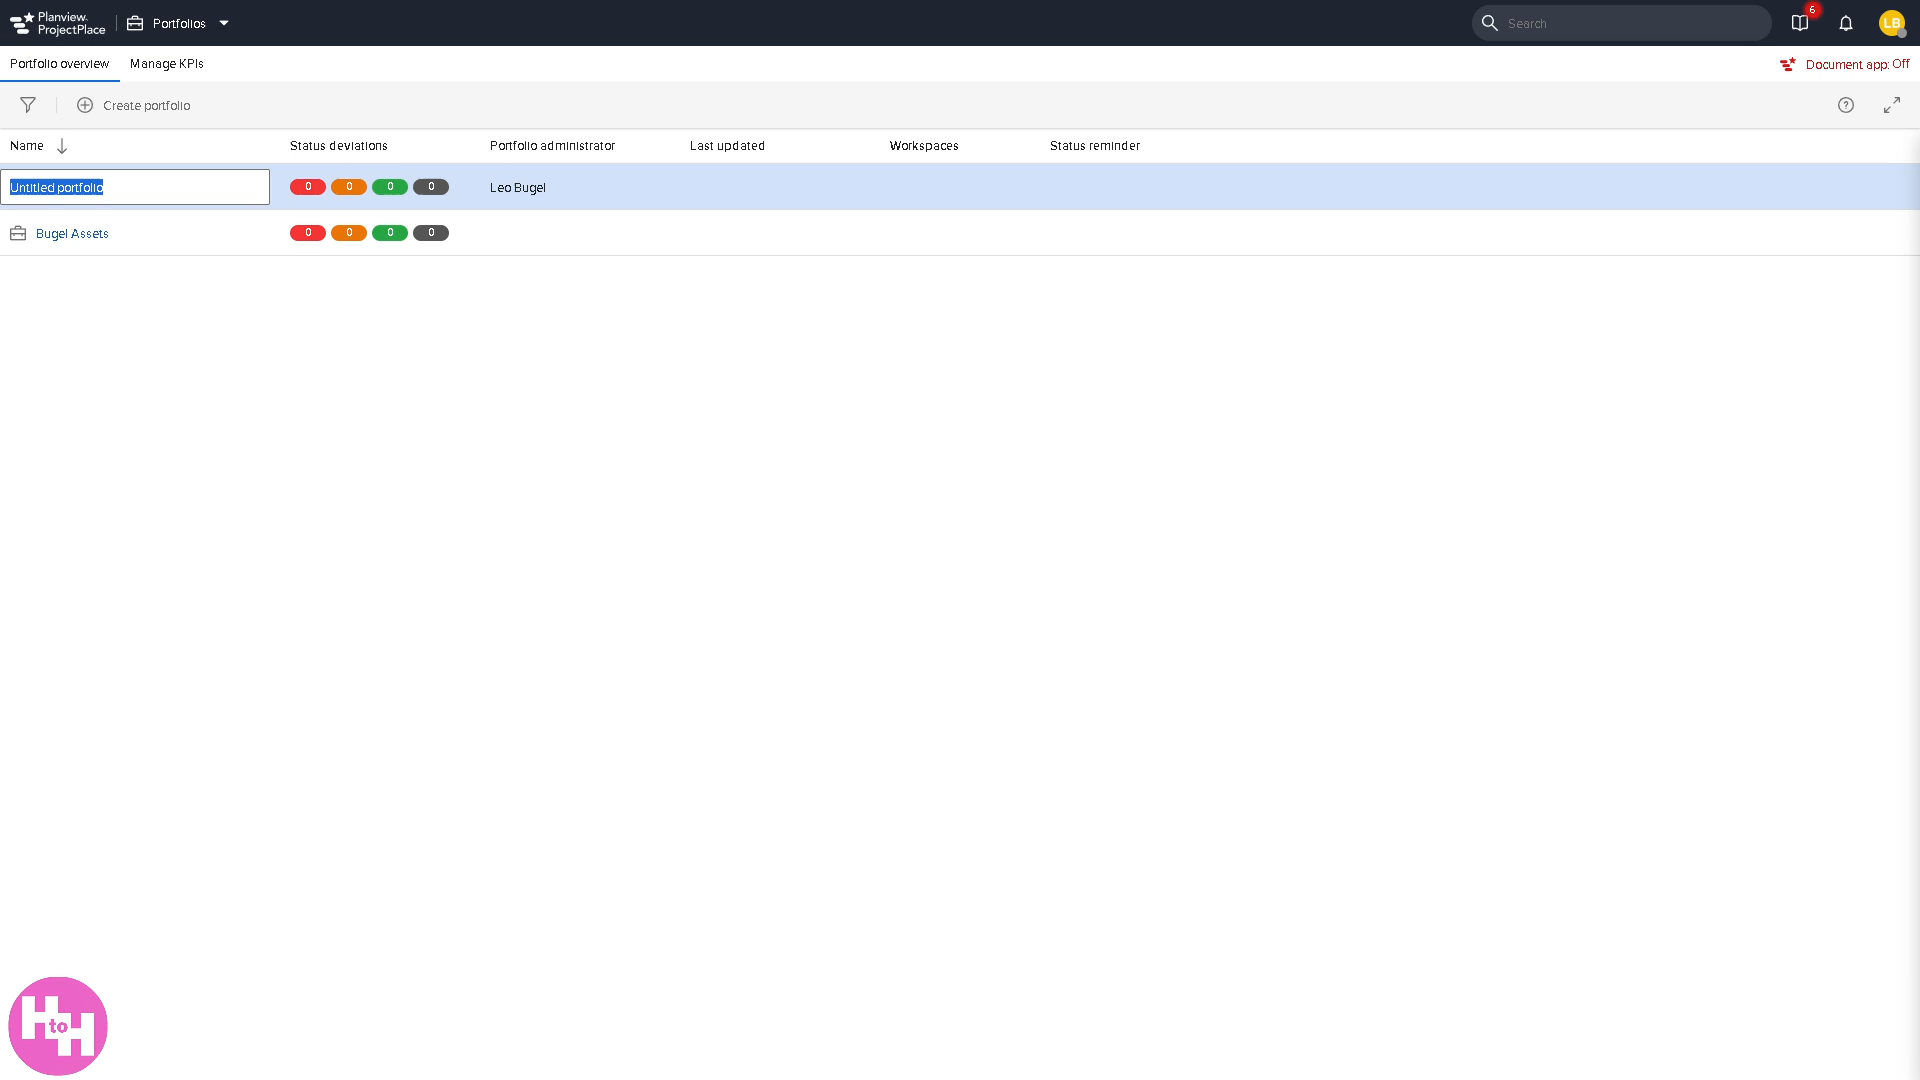 Planview.
ProjectPlace
Portfolios
Search
6
LB
Portfolio overview
Manage KPIs
Document app: Off
Create portfolio
?
Name
Status deviations
Portfolio administrator
Last updated
Workspaces
Status reminder
Untitled portfolio
0 0 0 0
Leo Bugel
Bugel Assets
0 0 0 0
H to H